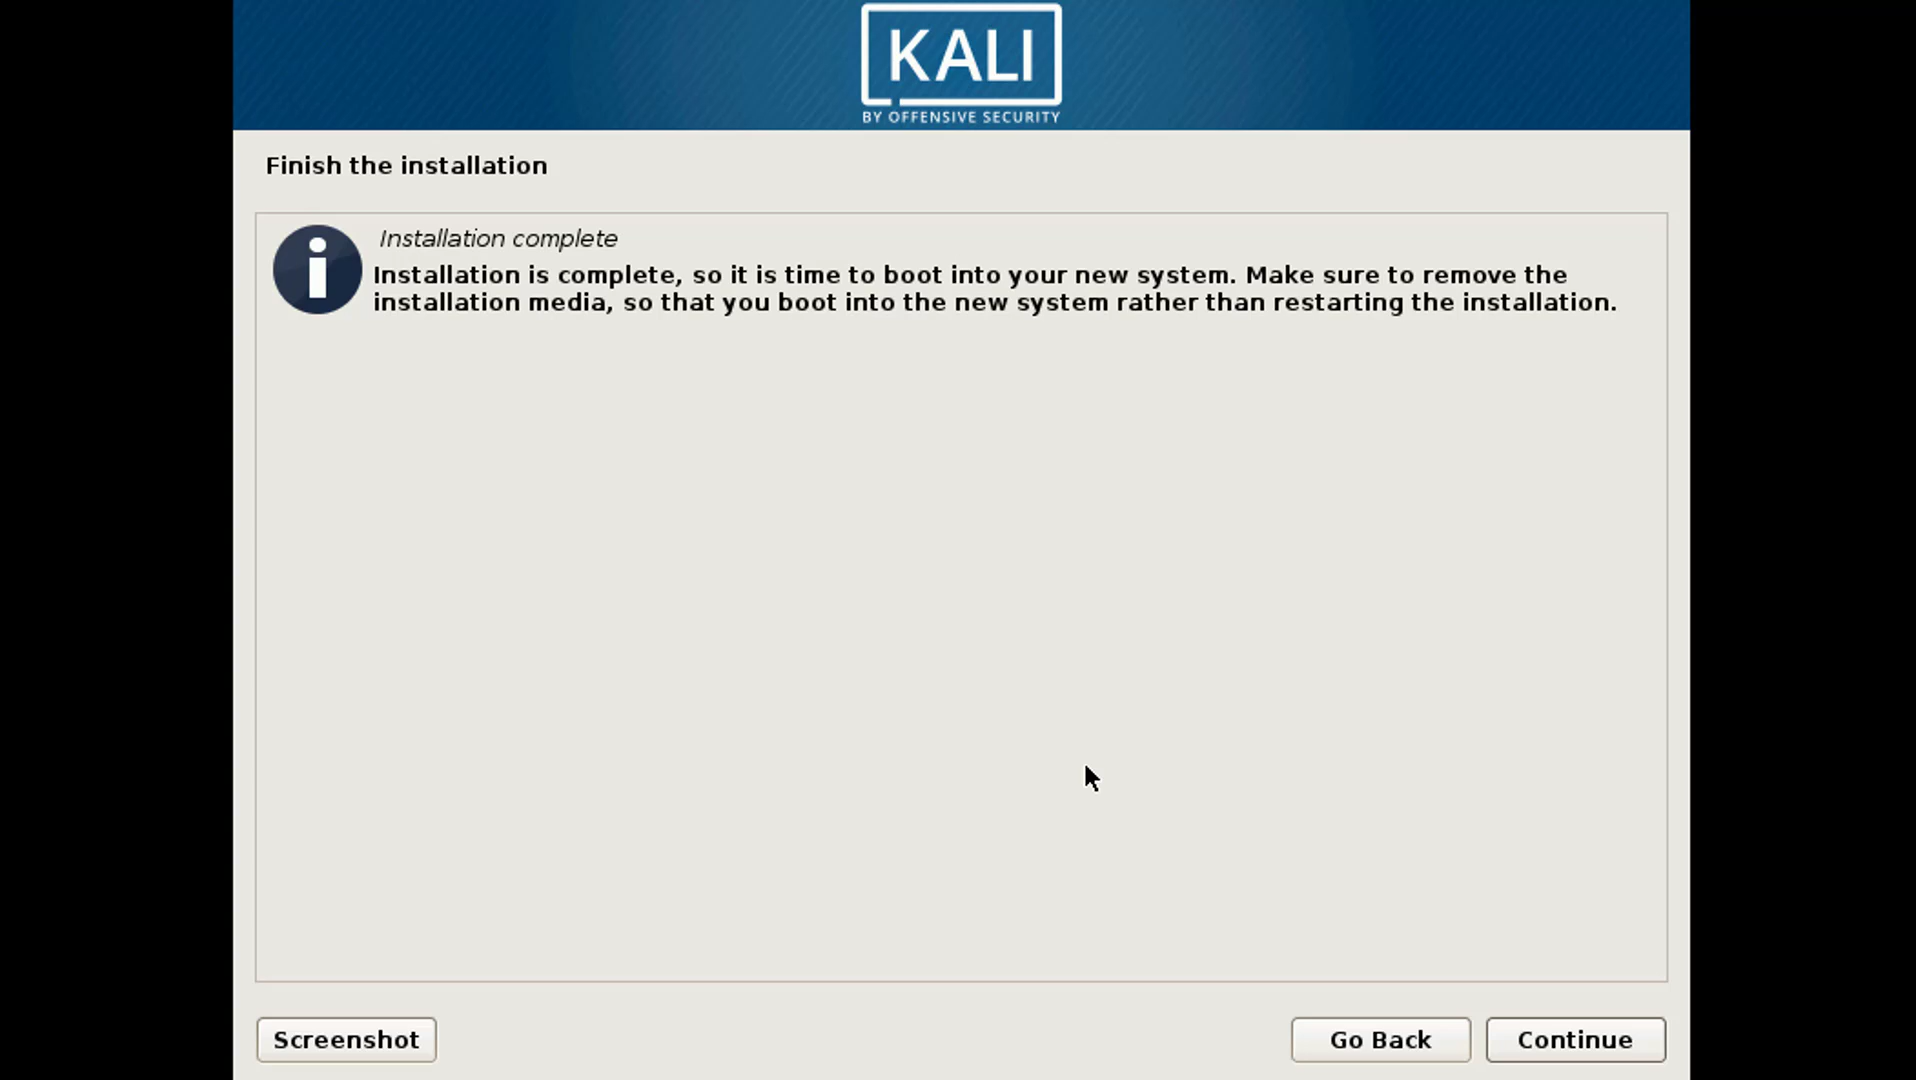 KALI
BY OFFENSIVE SECURITY
Finish the installation
Installation complete
Installation is complete, so it is time to boot into your new system. Make sure to remove the
installation media, so that you boot into the new system rather than restarting the installation.
Screenshot
Go Back
Continue